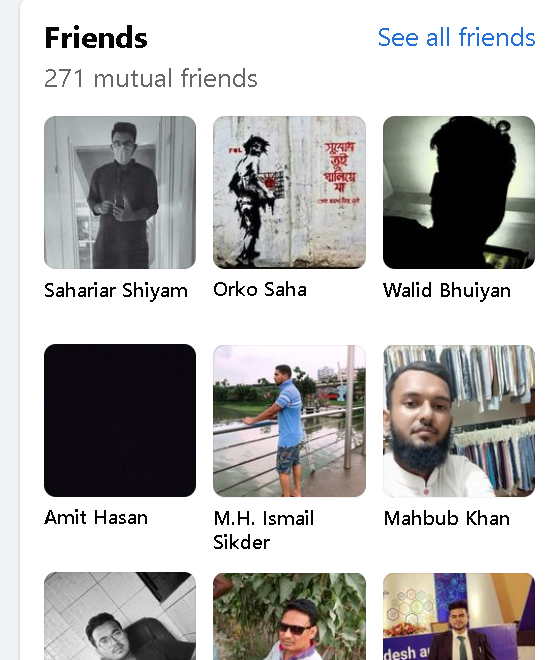 Friends
See all friends
271 mutual friends
সুবোধ
তুই
পালিয়ে
যা
Sahariar Shiyam
Orko Saha
Walid Bhuiyan
Amit Hasan
M.H. Ismail
Sikder
Mahbub Khan
desh a